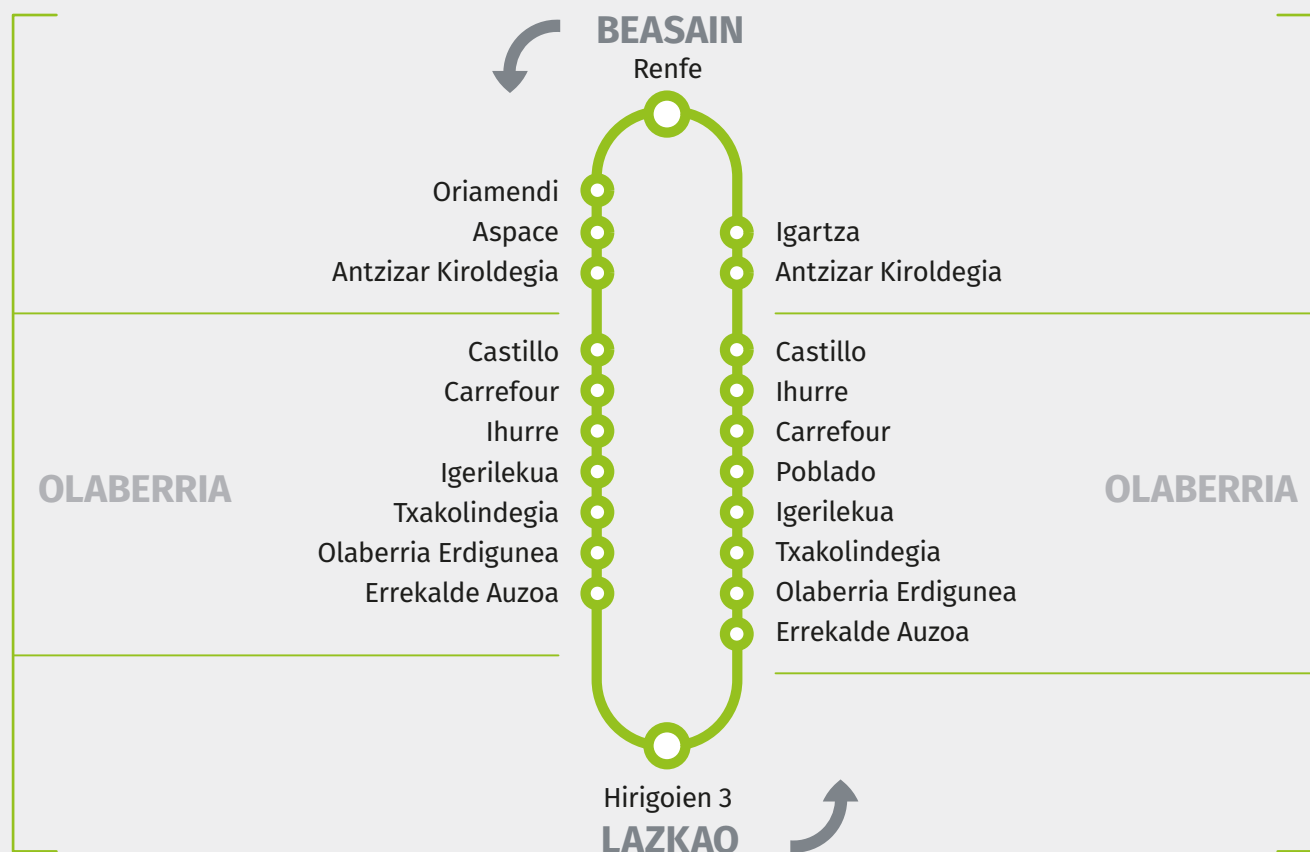 BEASAIN
Renfe
Oriamendi
Aspace
Antzizar Kiroldegia
Castillo
Carrefour
Ihurre
Igerilekua
Txakolindegia
Olaberria Erdigunea
Errekalde Auzoa
OLABERRIA
Igartza
Antzizar Kiroldegia
Castillo
Ihurre
Carrefour
Poblado
Igerilekua
Txakolindegia
Olaberria Erdigunea
Errekalde Auzoa
OLABERRIA
Hirigoien 3
LAZKAO